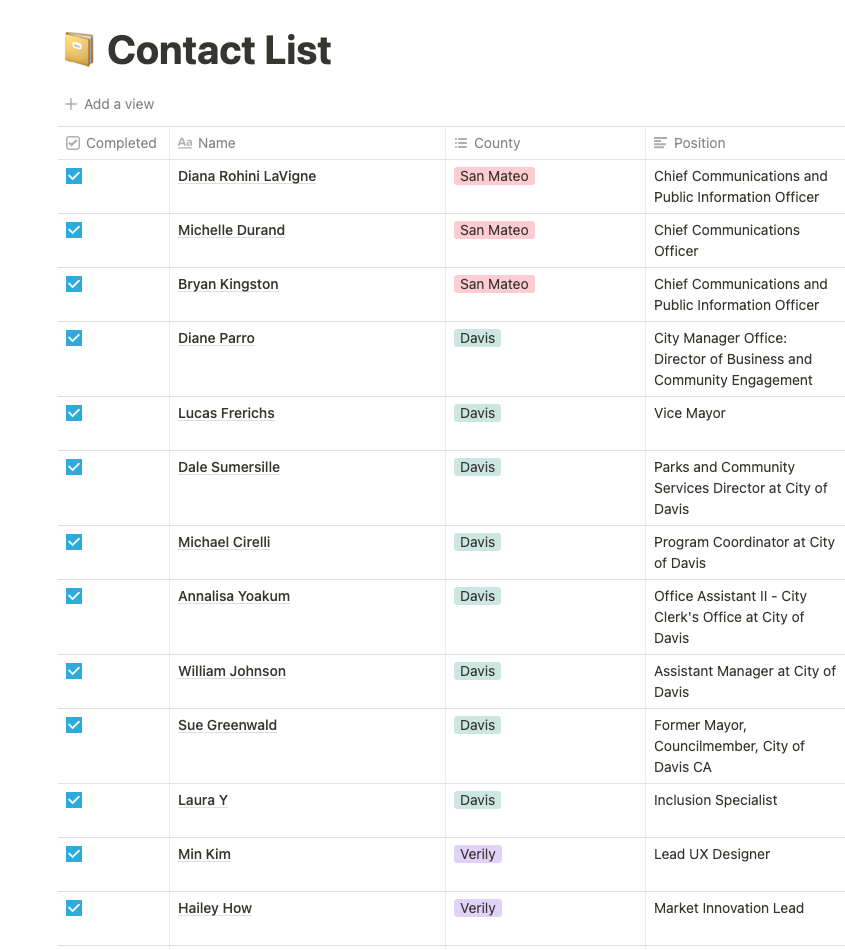 Contact List
Add a view
Completed Aa Name County Position
Diana Rohini LaVigne San Mateo Chief Communications and
Public Information Officer
Michelle Durand San Mateo Chief Communications
Officer
Bryan Kingston San Mateo Chief Communications and
Public Information Officer
Diane Parro Davis City Manager Office:
Director of Business and
Community Engagement
Lucas Frerichs Davis Vice Mayor
Dale Sumersille Davis Parks and Community
Services Director at City of
Davis
Michael Cirelli Davis Program Coordinator at City
of Davis
Annalisa Yoakum Davis Office Assistant II - City
Clerk's Office at City of
Davis
William Johnson Davis Assistant Manager at City of
Davis
Sue Greenwald Davis Former Mayor,
Councilmember, City of
Davis CA
Laura Y Davis Inclusion Specialist
Min Kim Verily Lead UX Designer
Hailey How Verily Market Innovation Lead